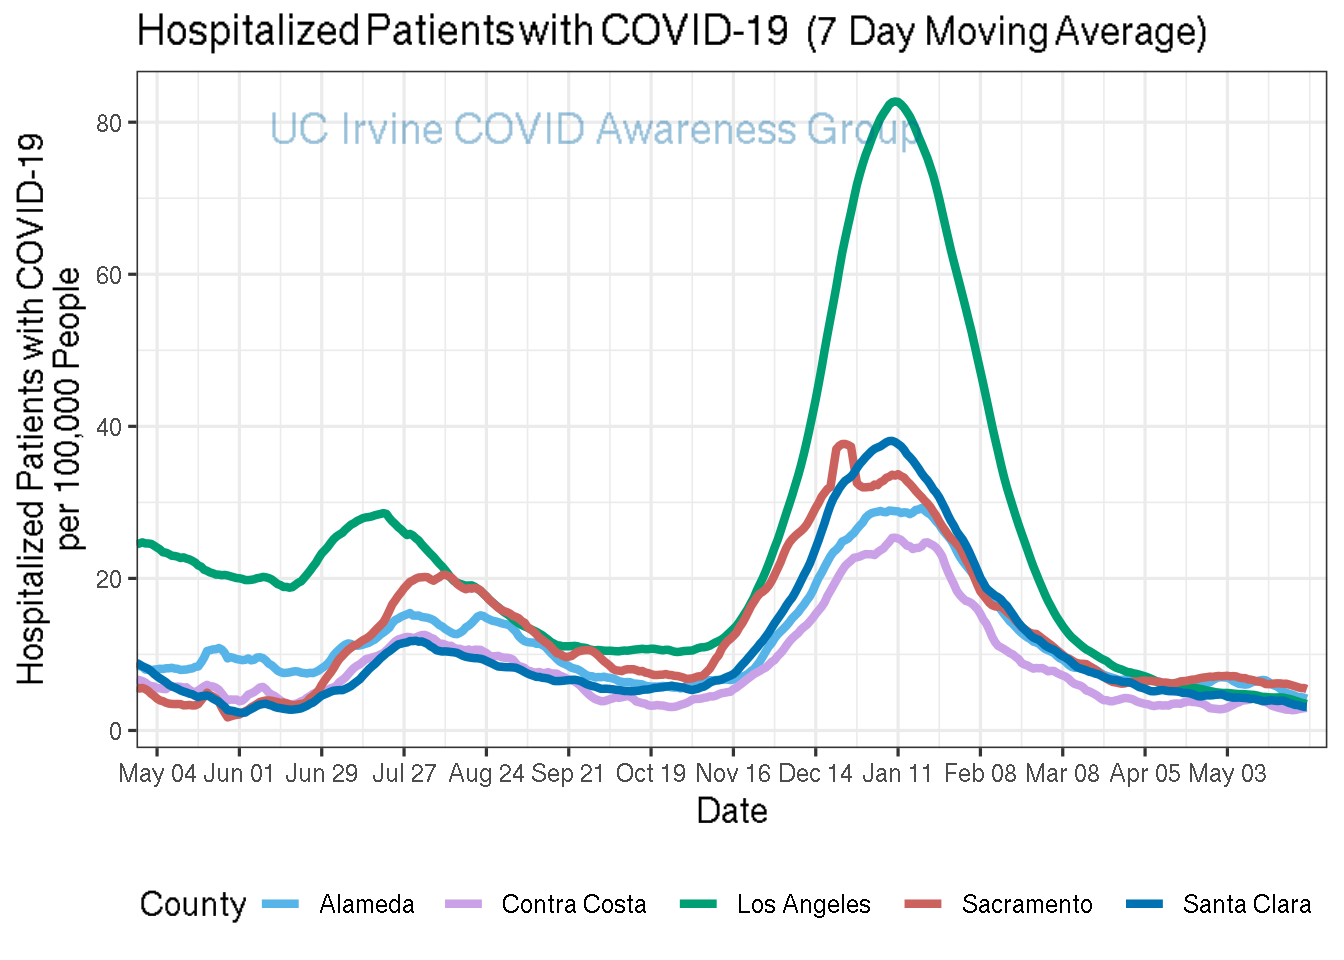 Hospitalized Patients with COVID-19 (7 Day Moving Average)
UC Irvine COVID Awareness Group
Hospitalized Patients with COVID-19
per 100,000 People
80
60
40
20
0
May 04 Jun 01 Jun 29 Jul 27 Aug 24 Sep 21 Oct 19 Nov 16 Dec 14 Jan 11 Feb 08 Mar 08 Apr 05 May 03
Date
County Alameda Contra Costa Los Angeles Sacramento Santa Clara